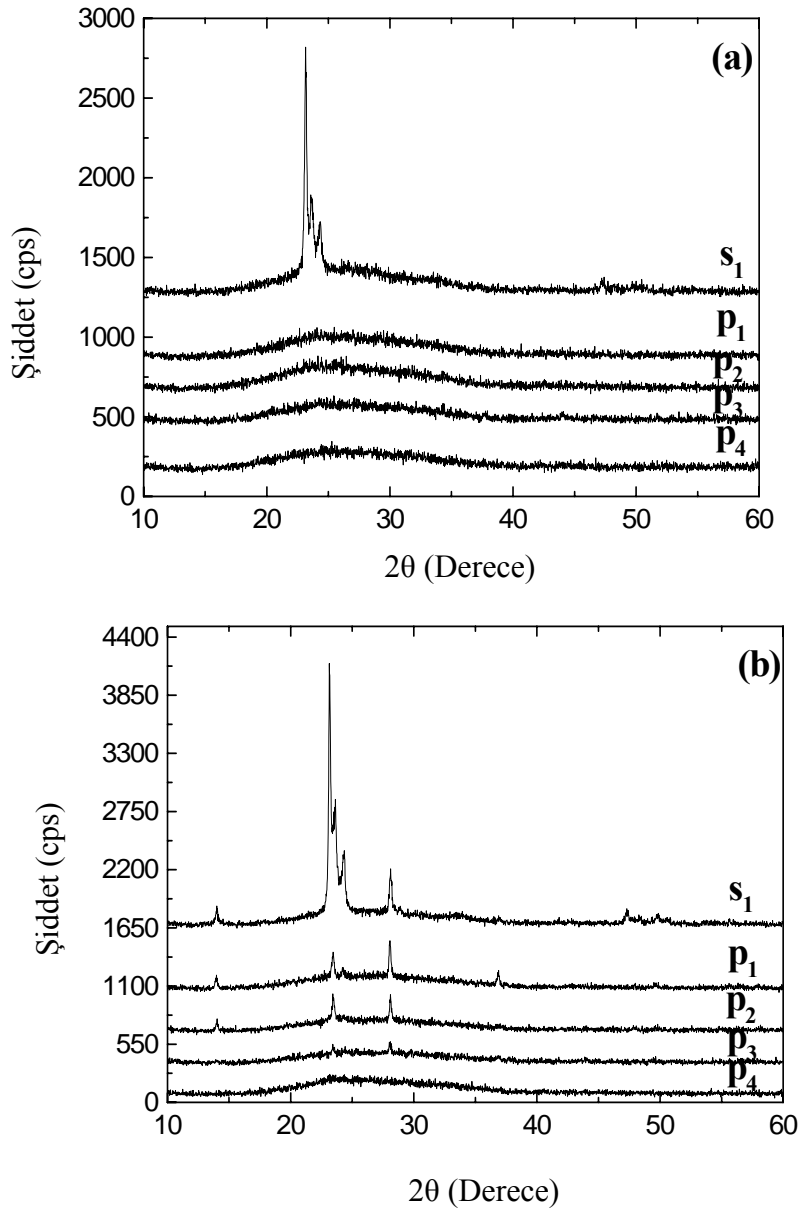 (a)
3000
2500
2000
1500
1000
500
0
Şiddet (cps)
s1
p1
p2
p3
p4
10 20 30 40 50 60
2θ (Derece)
(b)
4400
3850
3300
2750
2200
1650
1100
550
0
Şiddet (cps)
s1
p1
p2
p3
p4
10 20 30 40 50 60
2θ (Derece)